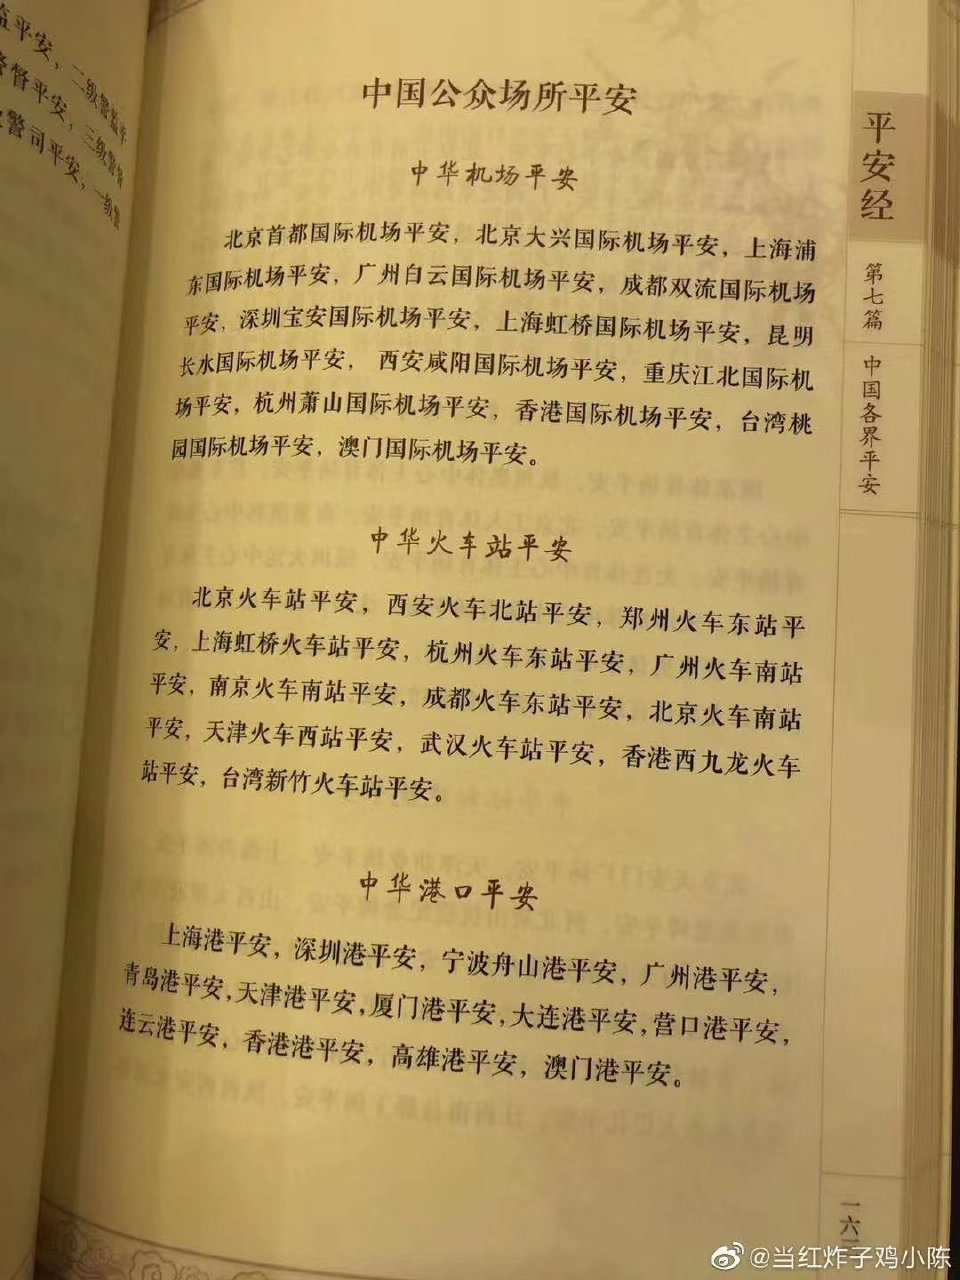 监平安，二级警监平
督平安，三级警督
警司平安，一级警
中国公众场所平安
中华机场平安
北京首都国际机场平安，北京大兴国际机场平安，上海浦
东国际机场平安，广州白云国际机场平安，成都双流国际机场
平安，深圳宝安国际机场平安，上海虹桥国际机场平安，昆明
长水国际机场平安， 西安咸阳国际机场平安，重庆江北国际机
场平安，杭州萧山国际机场平安，香港国际机场平安，台湾桃
园国际机场平安，澳门国际机场平安。
中华火车站平安
北京火车站平安，西安火车北站平安，郑州火车东站平
安，上海虹桥火车站平安，杭州火车东站平安，广州火车南站
平安，南京火车南站平安，成都火车东站平安，北京火车南站
平安，天津火车西站平安，武汉火车站平安，香港西九龙火车
站平安，台湾新竹火车站平安。
中华港口平安
上海港平安，深圳港平安，宁波舟山港平安，广州港平安，
青岛港平安，天津港平安，厦门港平安，大连港平安，营口港平安，
连云港平安，香港港平安，高雄港平安，澳门港平安。
平安经
第七篇
中国各界平安
一六
@当红炸子鸡小陈